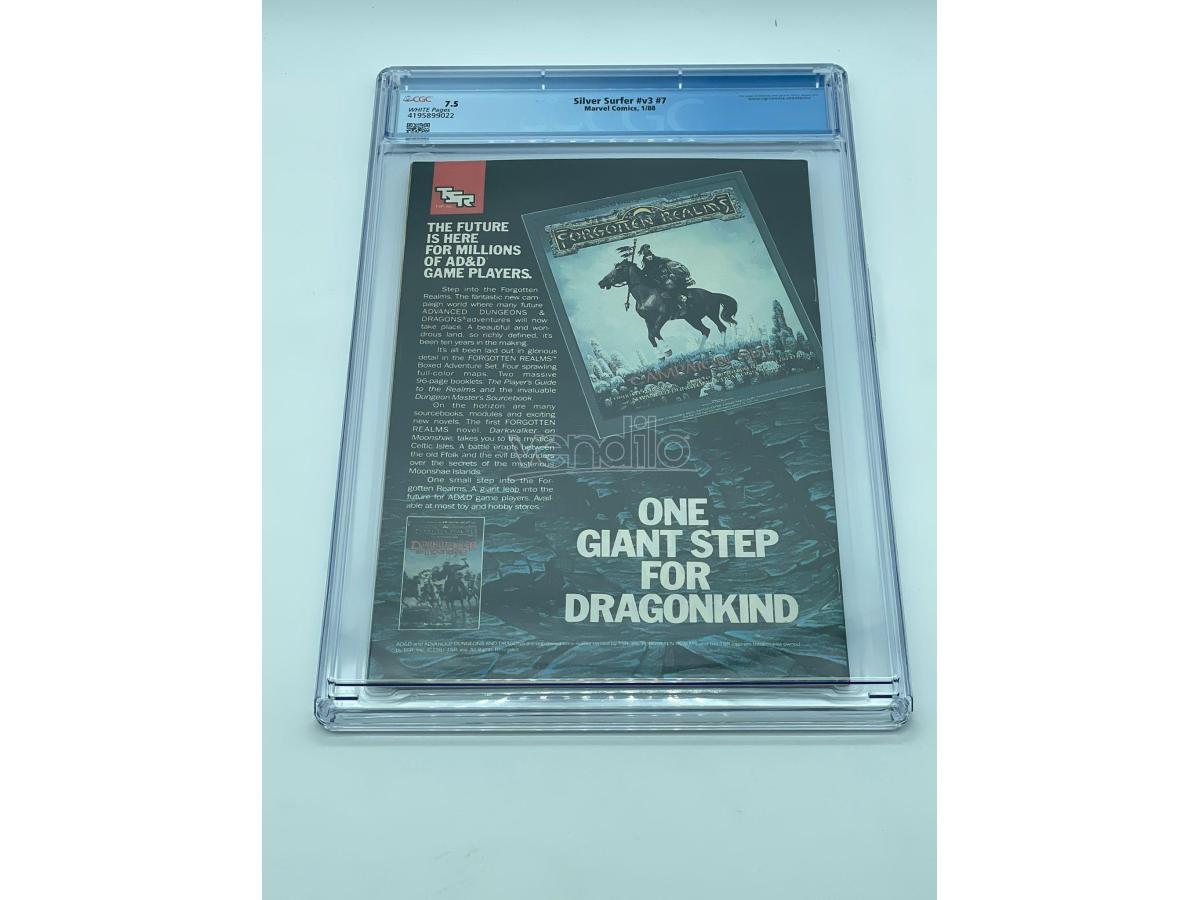 CGC 7.5
WHITE Pages
4195899022
Silver Surfer #v3 #7
Marvel Comics, 1/88
CGC
TSR
THE FUTURE
IS HERE
FOR MILLIONS
OF AD&D
GAME PLAYERS.
Step into the Forgotten
Realms. The fantastic new cam-
paign world where many future
ADVANCED DUNGEONS &
DRAGONS® adventures will now
take place. A beautiful and won-
drous land, so richly defined, it's
been ten years in the making.
It's all been laid out in glorious
detail in the FORGOTTEN REALMS™
Boxed Adventure Set. Four sprawling
full-color maps. Two massive
96-page booklets: The Player's Guide
to the Realms and the invaluable
Dungeon Master's Sourcebook.
On the horizon are many
sourcebooks, modules and exciting
new novels. The first FORGOTTEN
REALMS novel, Darkwalker on
Moonshae, takes you to the mystical
Celtic Isles. A battle erupts between
the old Ffolk and the evil Bloodriders
over the secrets of the mysterious
Moonshae Islands.
One small step into the For-
gotten Realms. A giant leap into the
future for AD&D game players. Avail-
able at most toy and hobby stores.
FORGOTTEN REALMS
CAMPAIGN SET
vendilo
ONE
GIANT STEP
FOR
DRAGONKIND